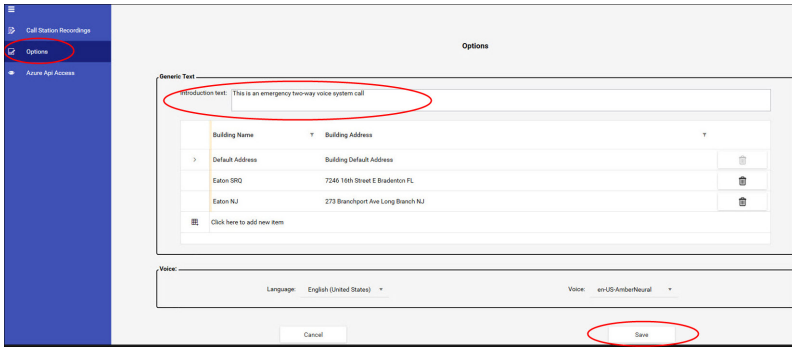 Call Station Recordings
Options
Azure Api Access
Options
Generic Text
Introduction text: This is an emergency two-way voice system call
Building Name Building Address
Default Address Building Default Address
Eaton SRQ 7246 16th Street E Bradenton FL
Eaton NJ 273 Branchport Ave Long Branch NJ
Click here to add new item
Voice:
Language: English (United States) Voice: en-US-AmberNeural
Cancel Save